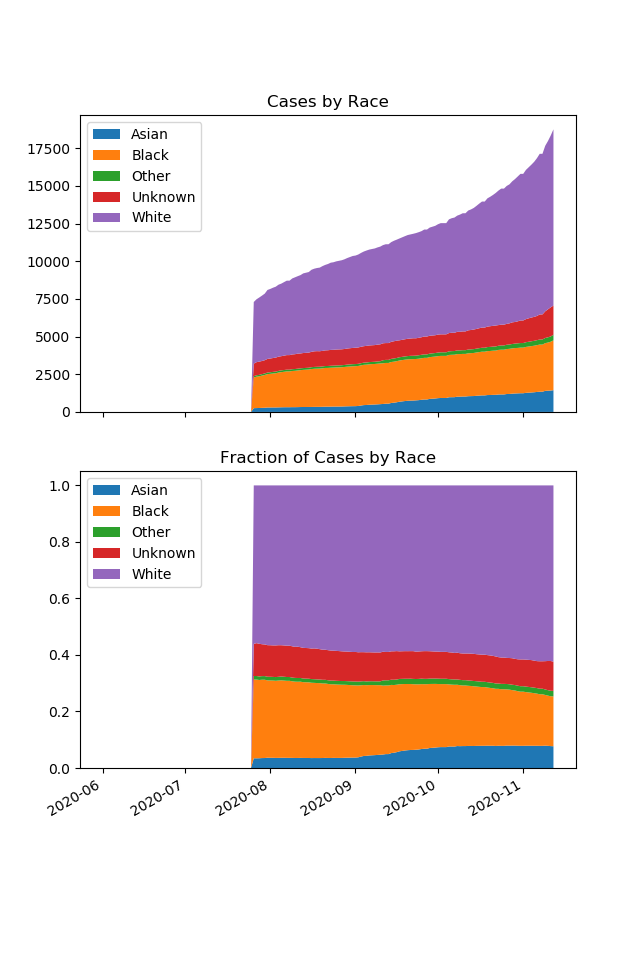 Cases by Race
Asian
Black
Other
Unknown
White
17500
15000
12500
10000
7500
5000
2500
0
Fraction of Cases by Race
Asian
Black
Other
Unknown
White
1.0
0.8
0.6
0.4
0.2
0.0
2020-06
2020-07
2020-08
2020-09
2020-10
2020-11